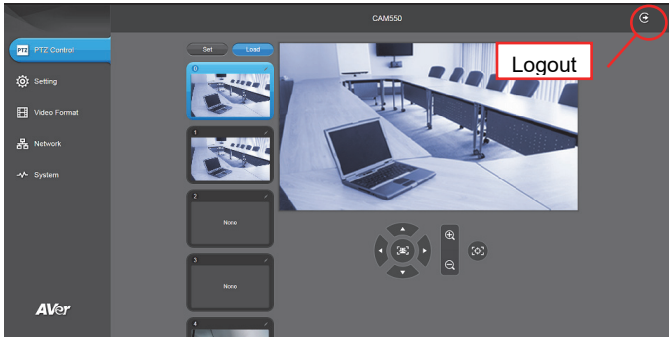 CAM550
PTZ PTZ Control
Set Load
Logout
0
Setting
Video Format
1
Network
System
2
None
3
None
4
AVer